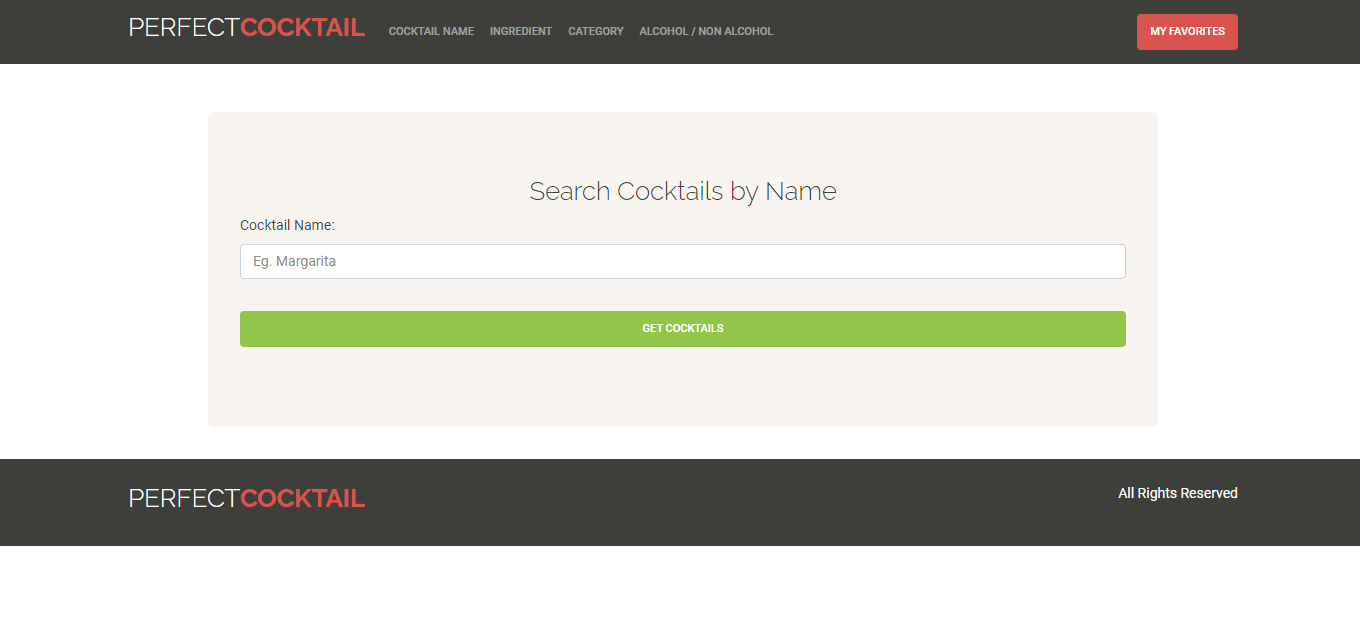 PERFECTCOCKTAIL COCKTAIL NAME INGREDIENT CATEGORY ALCOHOL / NON ALCOHOL MY FAVORITES
Search Cocktails by Name
Cocktail Name:
Eg. Margarita
GET COCKTAILS
PERFECTCOCKTAIL All Rights Reserved